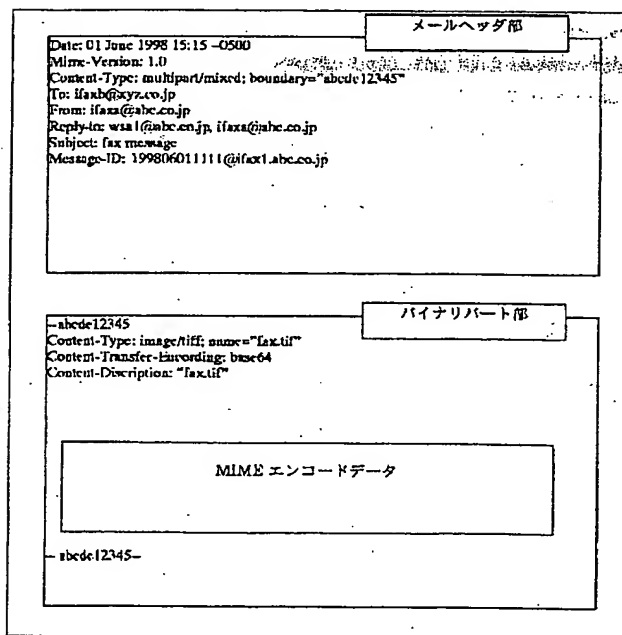 メールヘッダ部
Date: 01 June 1998 15:15 -0500
Mime-Version: 1.0
Content-Type: multipart/mixed; boundary="abcde12345"
To: ifaxb@xyz.co.jp
From: ifaxa@abc.co.jp
Reply-to: wsa1@abc.co.jp, ifaxa@abc.co.jp
Subject: fax message
Message-ID: 199806011111@ifax1.abc.co.jp
バイナリパート部
--abcde12345
Content-Type: image/tiff; name="fax.tif"
Content-Transfer-Encording: base64
Content-Discription: "fax.tif"
MIME エンコードデータ
-- abcde12345--